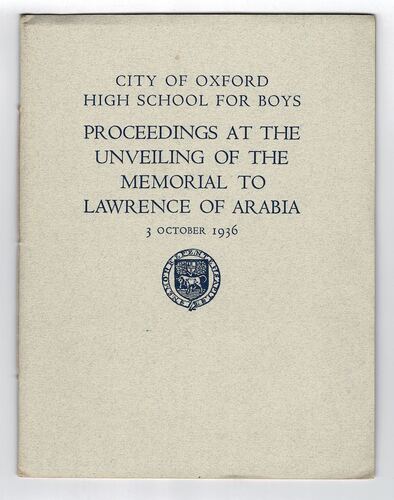 CITY OF OXFORD
HIGH SCHOOL FOR BOYS
PROCEEDINGS AT THE
UNVEILING OF THE
MEMORIAL TO
LAWRENCE OF ARABIA
3 OCTOBER 1936